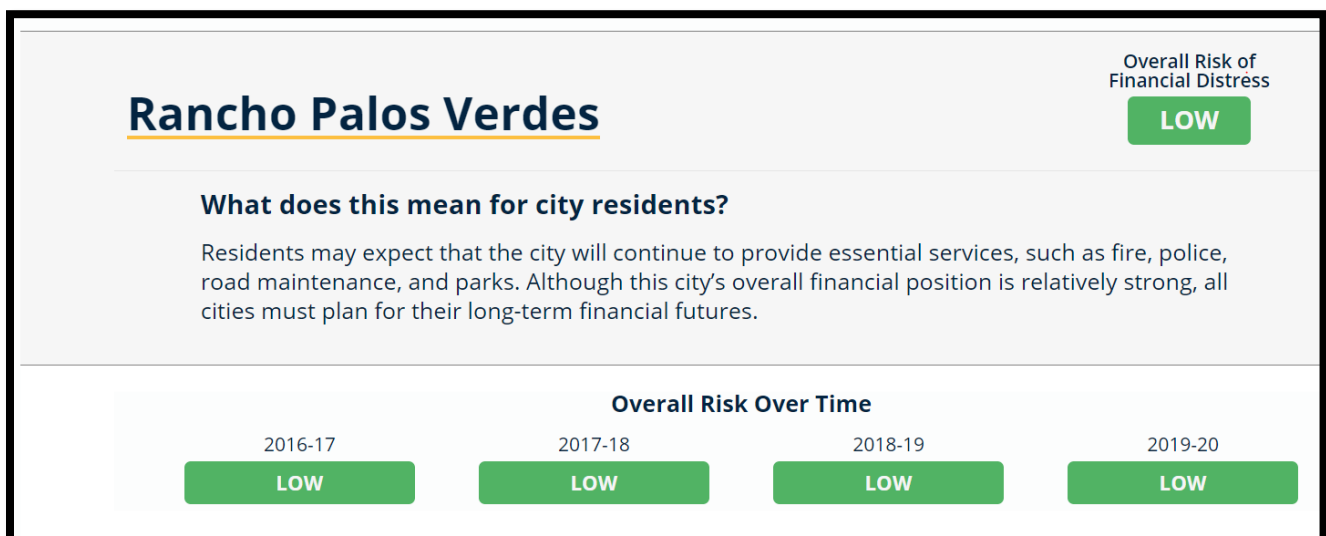 Overall Risk of
Financial Distress
Rancho Palos Verdes
LOW
What does this mean for city residents?
Residents may expect that the city will continue to provide essential services, such as fire, police,
road maintenance, and parks. Although this city’s overall financial position is relatively strong, all
cities must plan for their long-term financial futures.
Overall Risk Over Time
2016-17 2017-18 2018-19 2019-20
LOW LOW LOW LOW